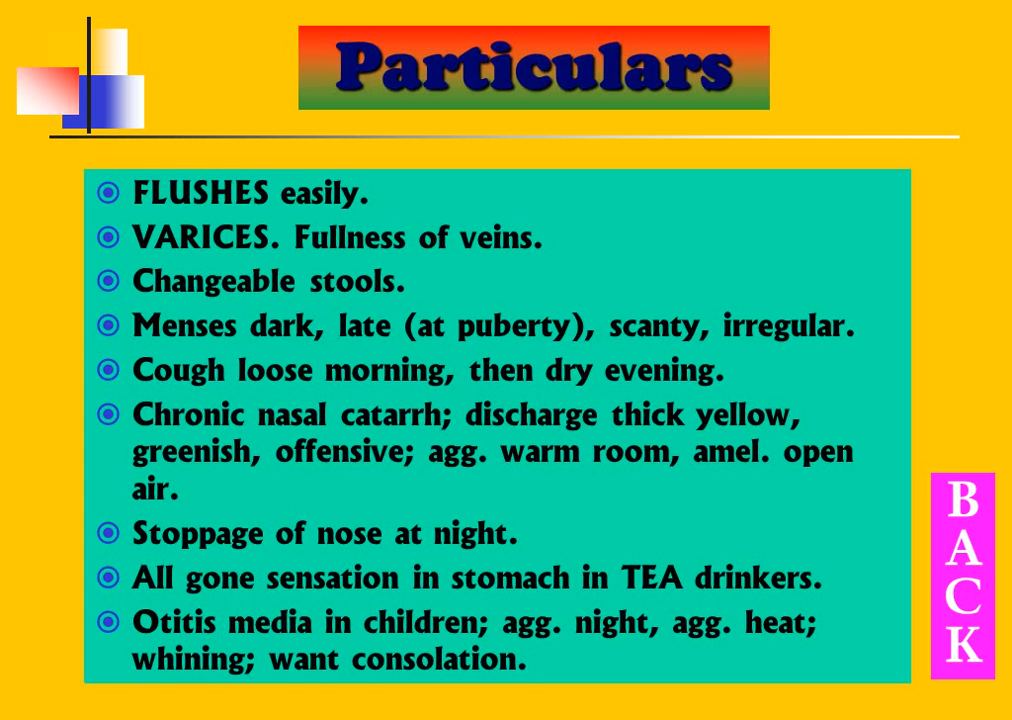 Particulars
FLUSHES easily.
VARICES. Fullness of veins.
Changeable stools.
Menses dark, late (at puberty), scanty, irregular.
Cough loose morning, then dry evening.
Chronic nasal catarrh; discharge thick yellow,
greenish, offensive; agg. warm room, amel. open
air.
Stoppage of nose at night.
All gone sensation in stomach in TEA drinkers.
Otitis media in children; agg. night, agg. heat;
whining; want consolation.
B
A
C
K